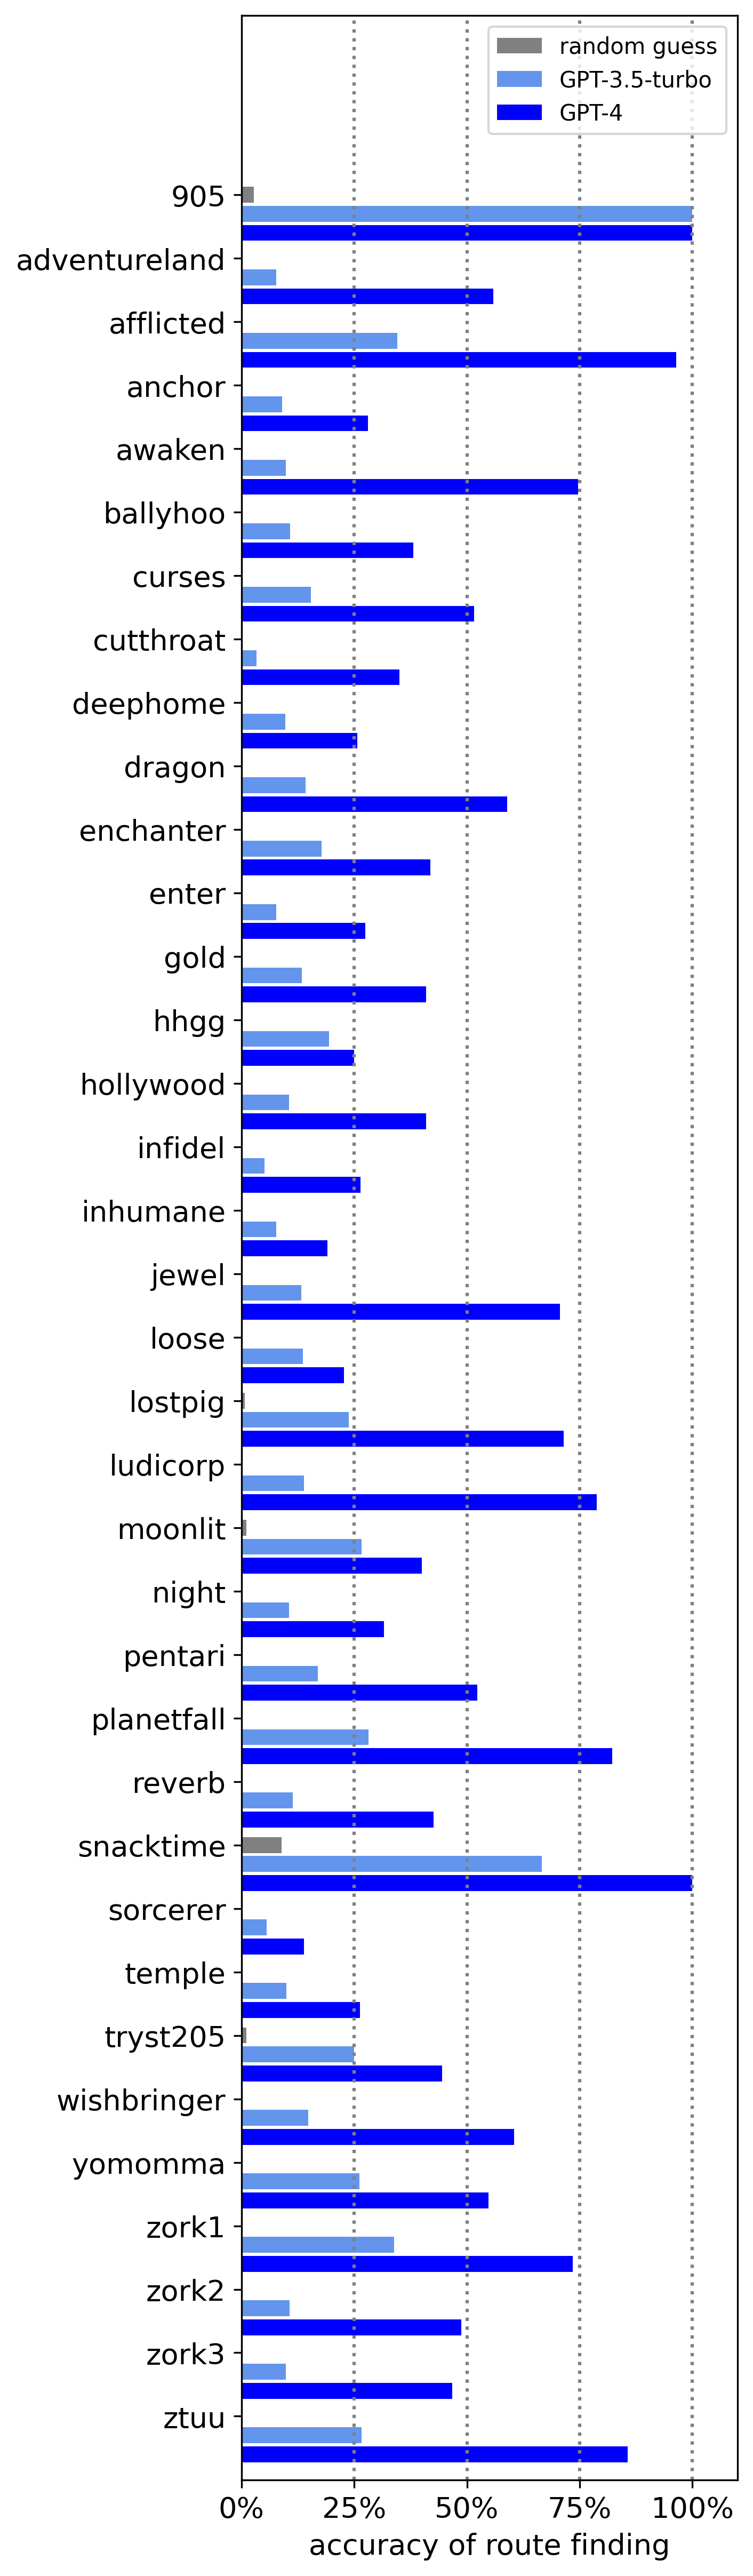 random guess
GPT-3.5-turbo
GPT-4
905
adventureland
afflicted
anchor
awaken
ballyhoo
curses
cutthroat
deephome
dragon
enchanter
enter
gold
hhgg
hollywood
infidel
inhumane
jewel
loose
lostpig
ludicorp
moonlit
night
pentari
planetfall
reverb
snacktime
sorcerer
temple
tryst205
wishbringer
yomomma
zork1
zork2
zork3
ztuu
0% 25% 50% 75% 100%
accuracy of route finding